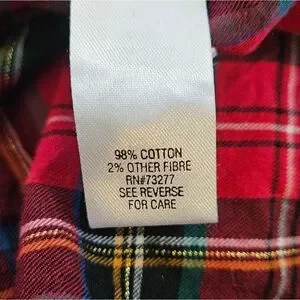 98% COTTON
2% OTHER FIBRE
RN#73277
SEE REVERSE
FOR CARE